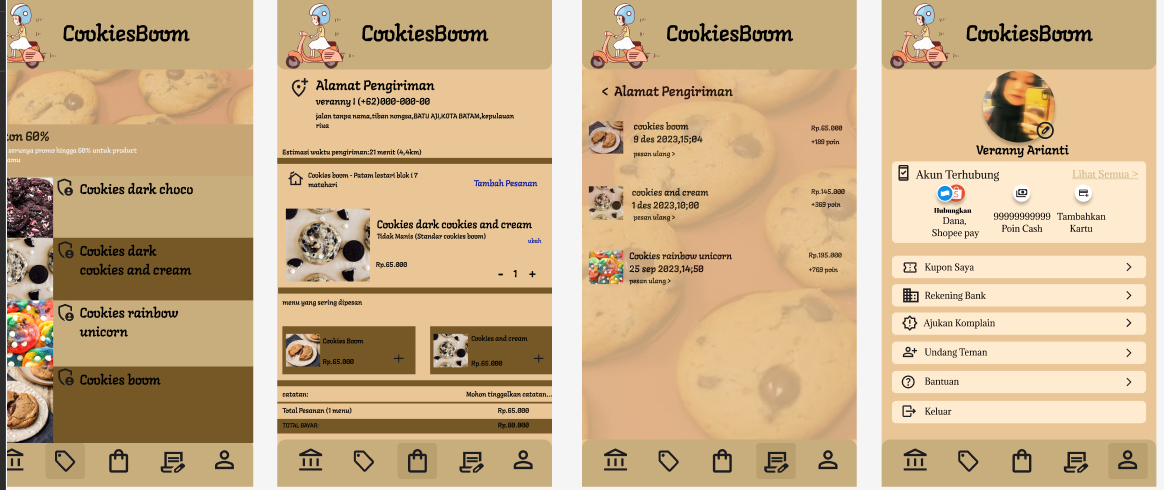 CookiesBoom
on 60%
serunya promo hingga 60% untuk product
amu
Cookies dark choco
Cookies dark
cookies and cream
Cookies rainbow
unicorn
Cookies boom
CookiesBoom
Alamat Pengiriman
veranny I (+62)000-000-00
jalan tanpa nama,tiban nongsa,BATU AJI,KOTA BATAM,kepulauan
riua
Estimasi waktu pengiriman:21 menit (4,4km)
Cookies boom - Patam lestari blok i 7
matahari
Tambah Pesanan
Cookies dark cookies and cream
Tidak Manis (Standar cookies boom)
ubah
Rp.65.000
- 1 +
menu yang sering dipesan
Cookies Boom
Rp.65.000
Cookies and cream
Rp.65.000
catatan:
Mohon tinggalkan catatan...
Total Pesanan (1 menu)
Rp.65.000
TOTAL BAYAR:
Rp.80.000
CookiesBoom
< Alamat Pengiriman
cookies boom
Rp.65.000
9 des 2023,15;04
+189 poin
pesan ulang >
cookies and cream
Rp.145.000
1 des 2023,10;00
+369 poin
pesan ulang >
Cookies rainbow unicorn
Rp.195.000
25 sep 2023,14;50
+769 poin
pesan ulang >
CookiesBoom
Veranny Arianti
Akun Terhubung
Lihat Semua >
Hubungkan
Dana,
Shopee pay
99999999999
Poin Cash
Tambahkan
Kartu
Kupon Saya
Rekening Bank
Ajukan Komplain
Undang Teman
Bantuan
Keluar